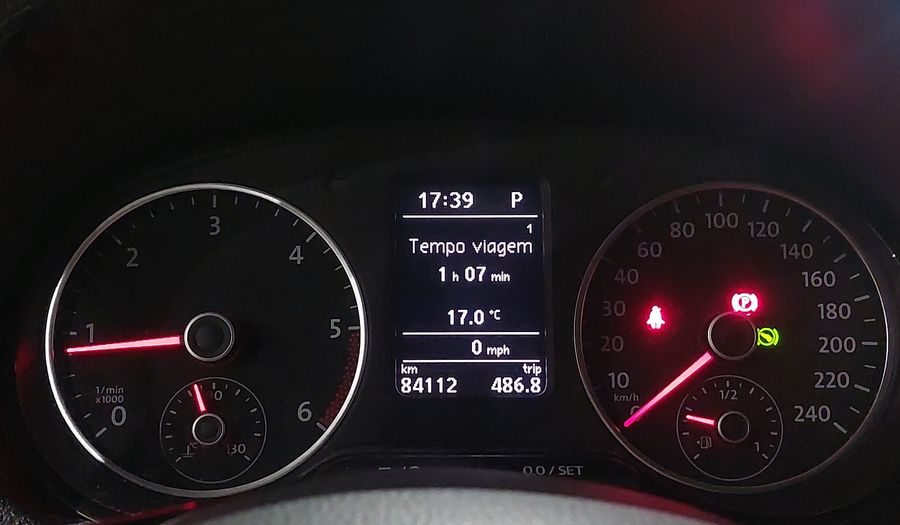 17:39 P
1
Tempo viagem
1 h 07 min
17.0 °C
0 mph
km trip
84112 486.8
0
1
2
3
4
5
6
1/min
x1000
130
°C
10
20
30
40
60
80
100
120
140
160
180
200
220
240
km/h
P
1/2
1
0.0 / SET